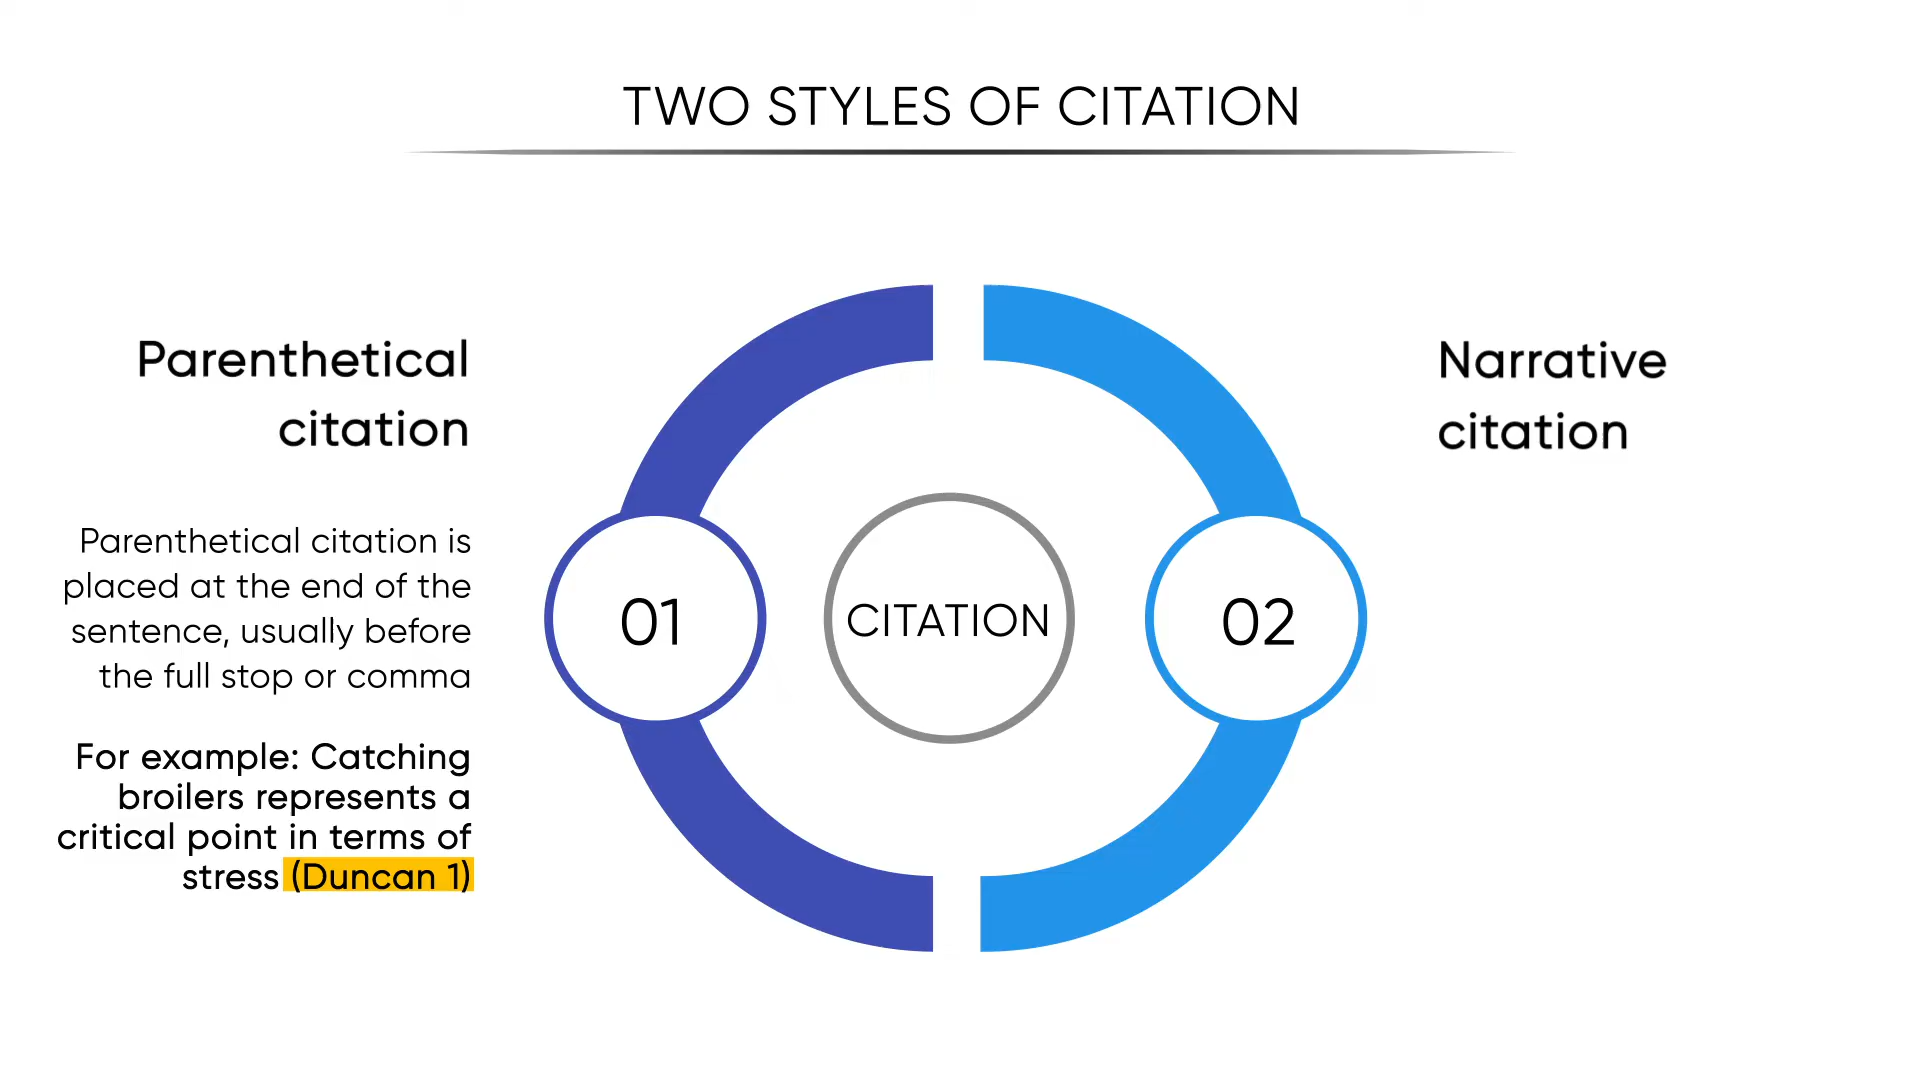 TWO STYLES OF CITATION
Parenthetical
citation
Parenthetical citation is
placed at the end of the
sentence, usually before
the full stop or comma
For example: Catching
broilers represents a
critical point in terms of
stress (Duncan 1)
01
CITATION
02
Narrative
citation